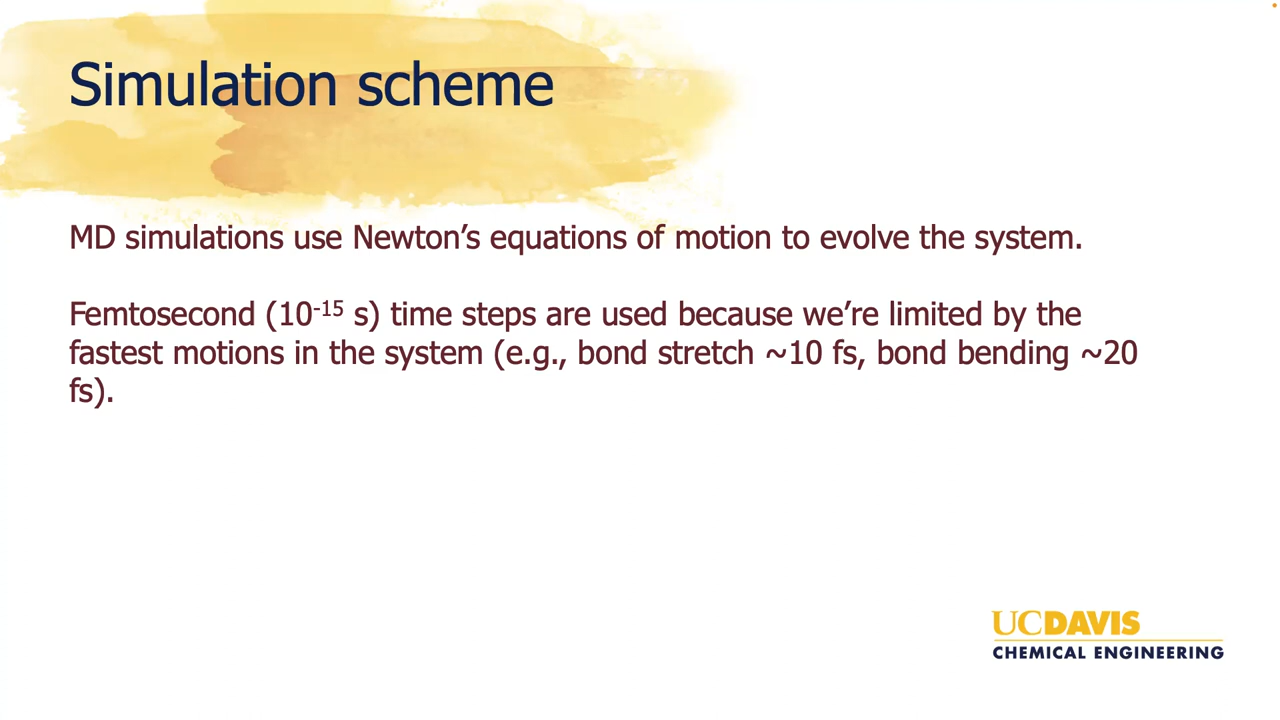 Simulation scheme
MD simulations use Newton’s equations of motion to evolve the system.
Femtosecond (10⁻¹⁵ s) time steps are used because we’re limited by the
fastest motions in the system (e.g., bond stretch ~10 fs, bond bending ~20
fs).
UCDAVIS
CHEMICAL ENGINEERING